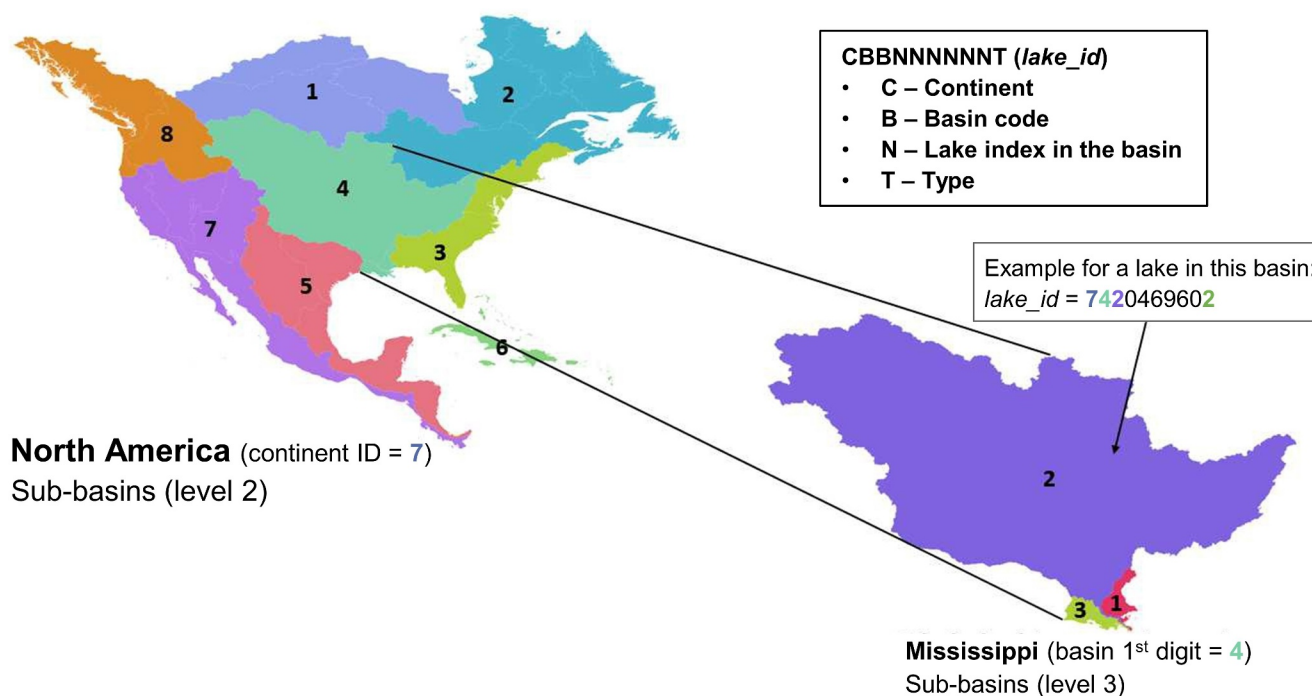 1
2
8
4
7
3
5
6
North America (continent ID = 7)
Sub-basins (level 2)
CBBNNNNNNT (lake_id)
• C – Continent
• B – Basin code
• N – Lake index in the basin
• T – Type
Example for a lake in this basin:
lake_id = 7420469602
2
3
1
Mississippi (basin 1st digit = 4)
Sub-basins (level 3)